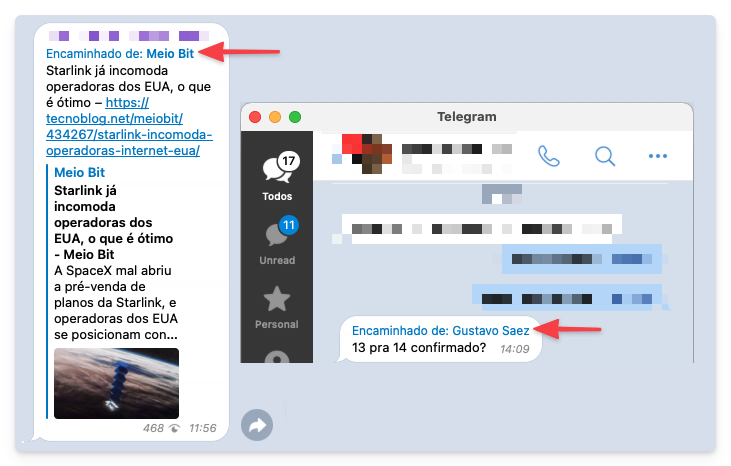 Encaminhado de: Meio Bit
Starlink já incomoda
operadoras dos EUA, o que
é ótimo – https://
tecnoblog.net/meiobit/
434267/starlink-incomoda-
operadoras-internet-eua/
Meio Bit
Starlink já
incomoda
operadoras dos
EUA, o que é ótimo
- Meio Bit
A SpaceX mal abriu
a pré-venda de
planos da Starlink, e
operadoras dos EUA
se posicionam con...
468 11:56
Telegram
17
Todos
11
Unread
Personal
Encaminhado de: Gustavo Saez
13 pra 14 confirmado? 14:09